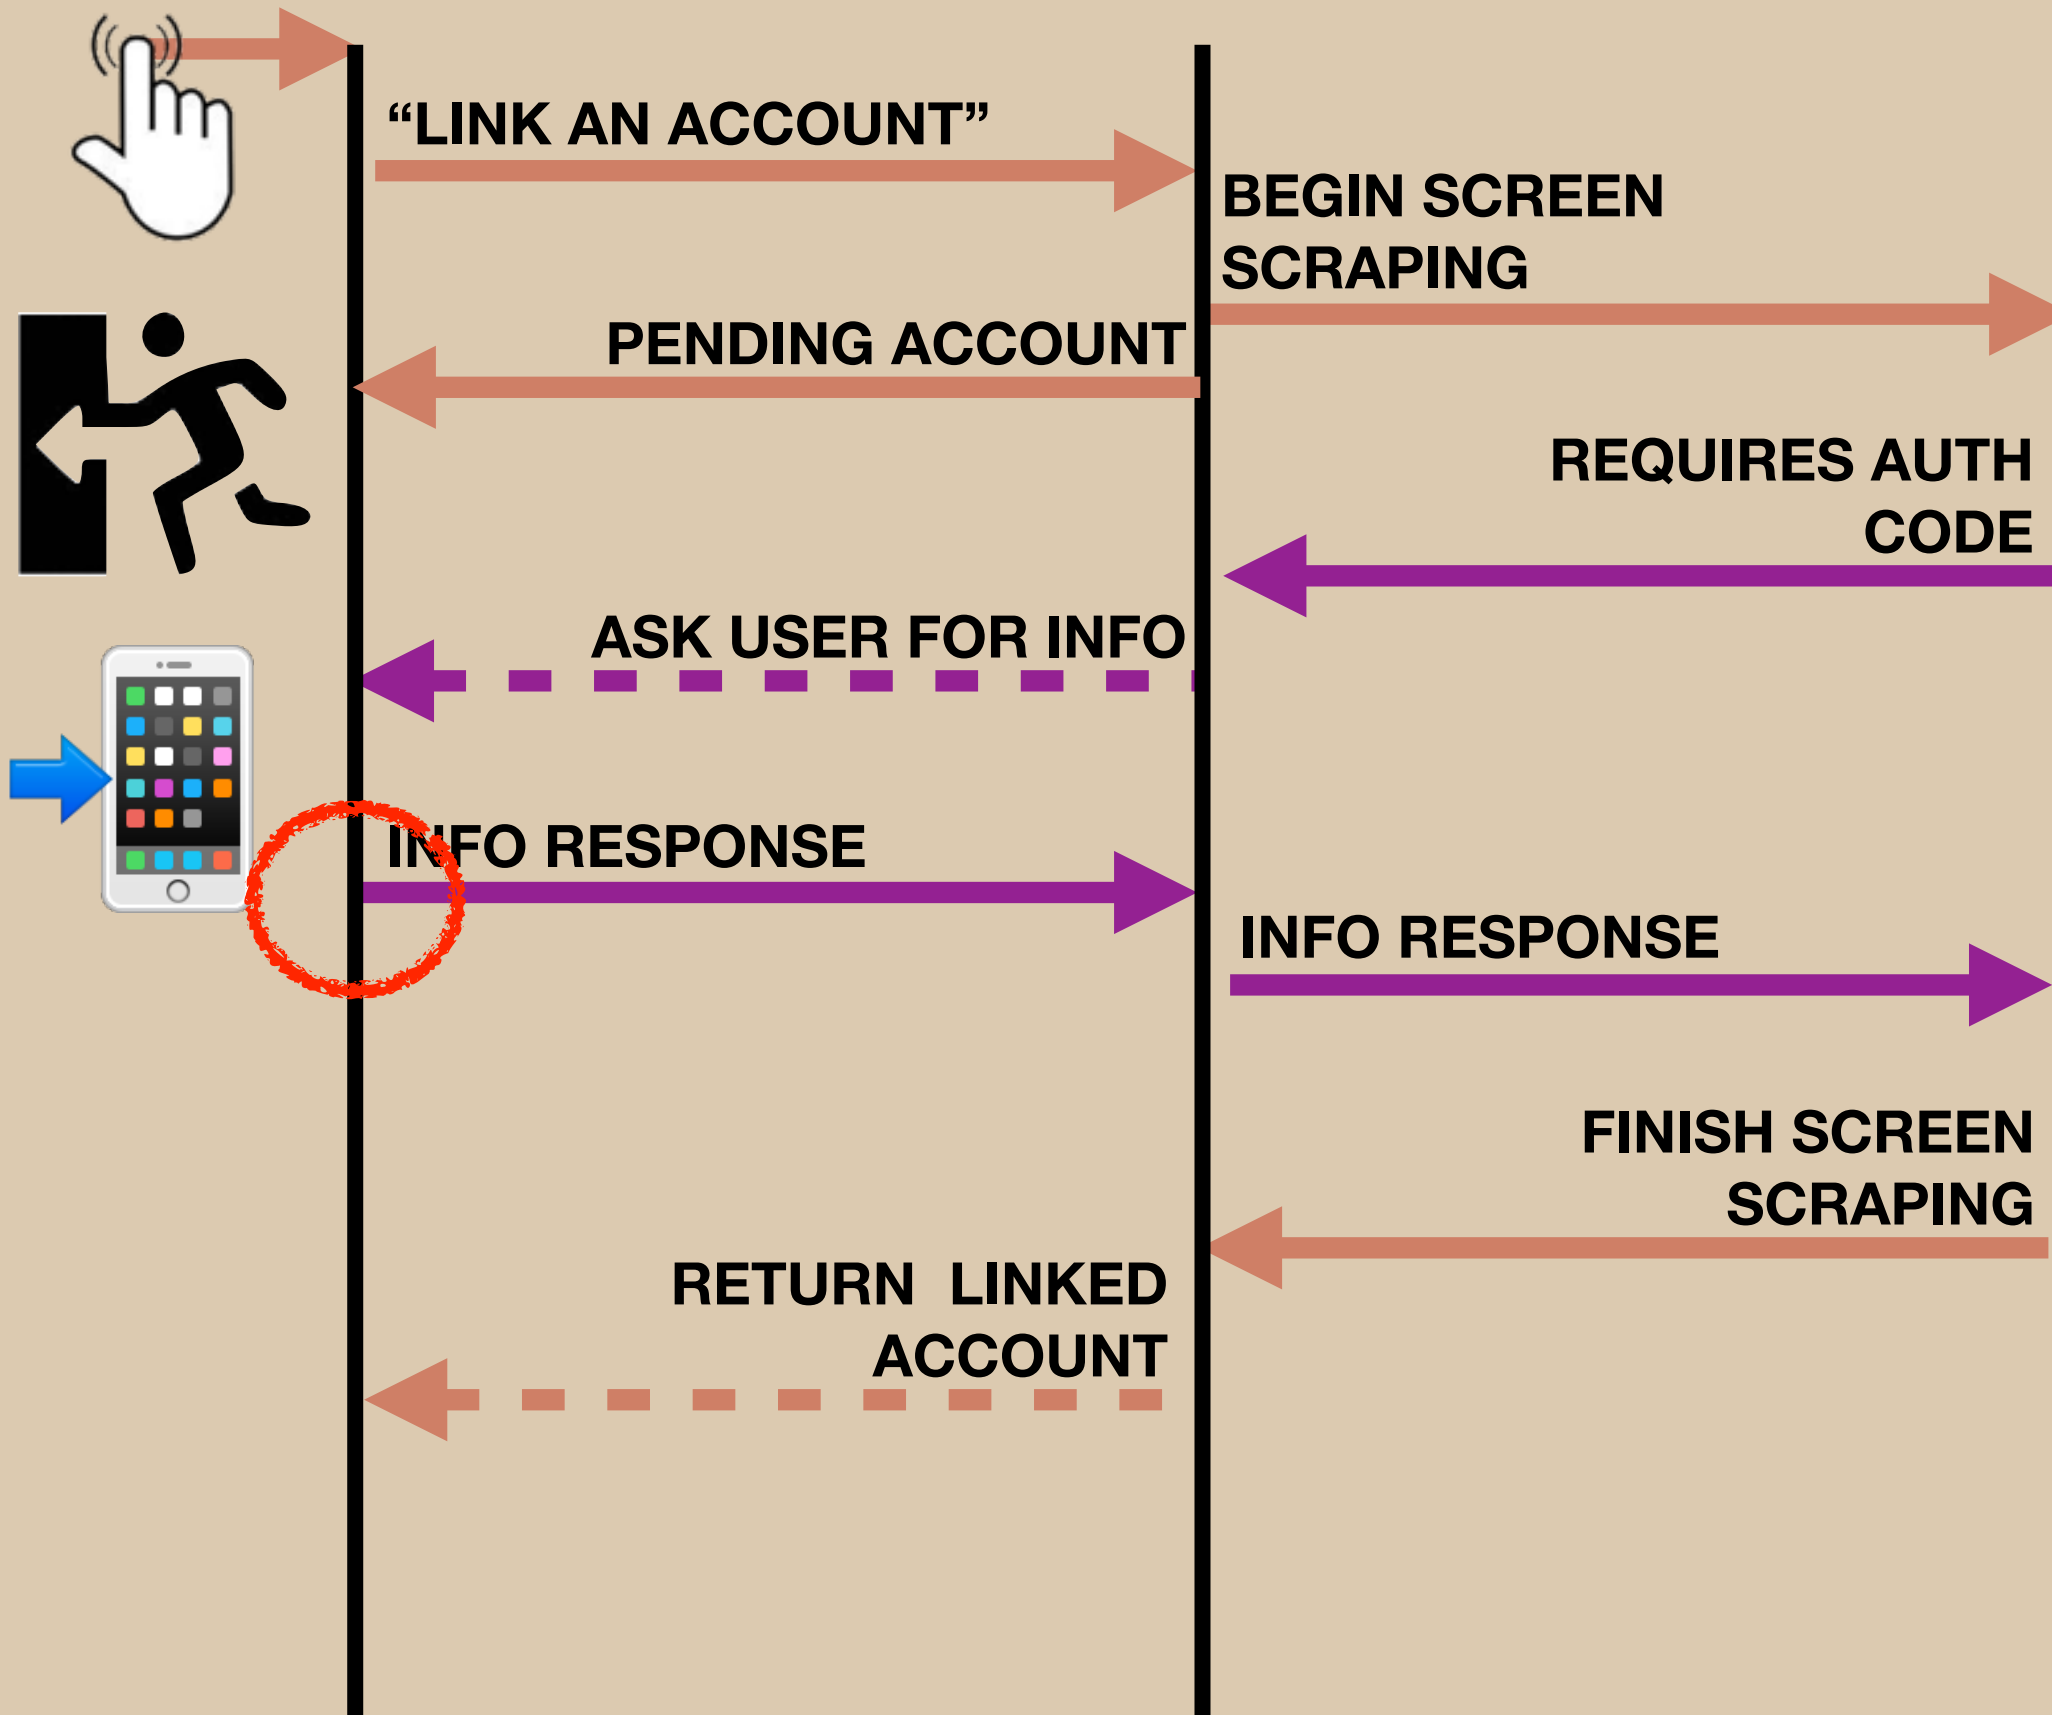 “LINK AN ACCOUNT”
BEGIN SCREEN
SCRAPING
PENDING ACCOUNT
REQUIRES AUTH
CODE
ASK USER FOR INFO
INFO RESPONSE
INFO RESPONSE
FINISH SCREEN
SCRAPING
RETURN  LINKED
ACCOUNT